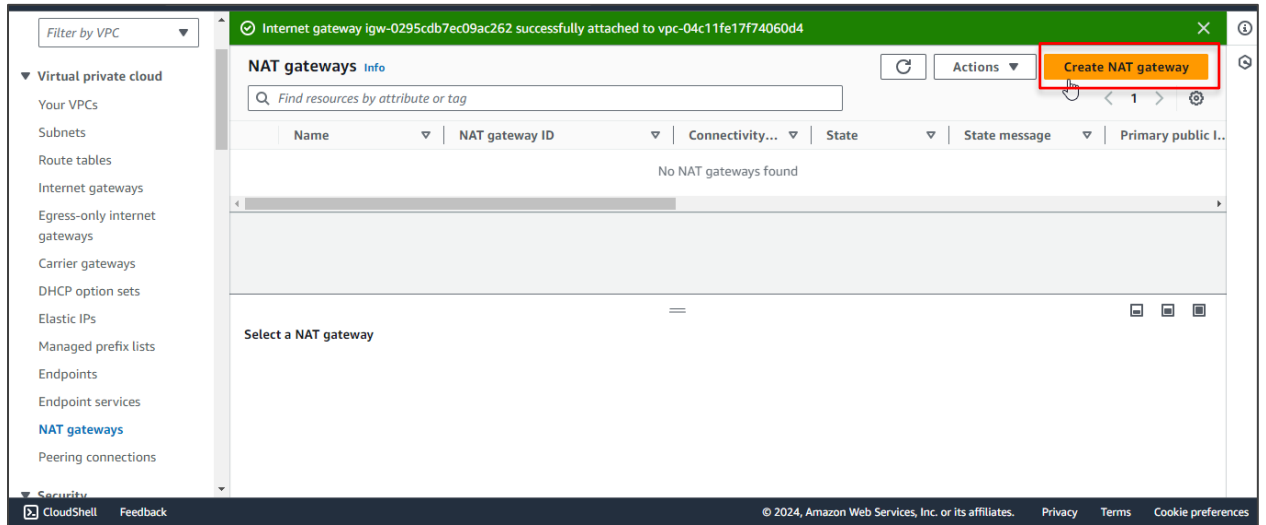 Filter by VPC
Internet gateway igw-0295cdb7ec09ac262 successfully attached to vpc-04c11fe17f74060d4
Virtual private cloud
Your VPCs
Subnets
Route tables
Internet gateways
Egress-only internet
gateways
Carrier gateways
DHCP option sets
Elastic IPs
Managed prefix lists
Endpoints
Endpoint services
NAT gateways
Peering connections
Security
NAT gateways Info
Actions
Create NAT gateway
Find resources by attribute or tag
1
Name NAT gateway ID Connectivity... State State message Primary public I...
No NAT gateways found
Select a NAT gateway
CloudShell Feedback © 2024, Amazon Web Services, Inc. or its affiliates. Privacy Terms Cookie preferences